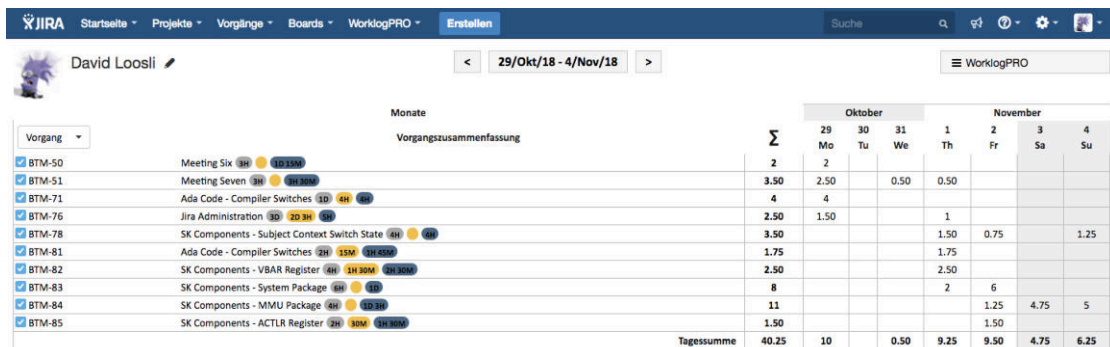 JIRA Startseite Projekte Vorgänge Boards WorklogPRO Erstellen Suche
David Loosli < 29/Okt/18 - 4/Nov/18 > WorklogPRO
Monate Oktober November
Vorgang Vorgangszusammenfassung Σ 29 Mo 30 Tu 31 We 1 Th 2 Fr 3 Sa 4 Su
BTM-50 Meeting Six 3H 1D 15M 2 2
BTM-51 Meeting Seven 3H 3H 30M 3.50 2.50 0.50 0.50
BTM-71 Ada Code - Compiler Switches 1D 4H 4H 4 4
BTM-76 Jira Administration 3D 2D 3H 5H 2.50 1.50 1
BTM-78 SK Components - Subject Context Switch State 4H 4H 3.50 1.50 0.75 1.25
BTM-81 Ada Code - Compiler Switches 2H 15M 1H 45M 1.75 1.75
BTM-82 SK Components - VBAR Register 4H 1H 30M 2H 30M 2.50 2.50
BTM-83 SK Components - System Package 6H 1D 8 2 6
BTM-84 SK Components - MMU Package 4H 1D 3H 11 1.25 4.75 5
BTM-85 SK Components - ACTLR Register 2H 30M 1H 30M 1.50 1.50
Tagessumme 40.25 10 0.50 9.25 9.50 4.75 6.25